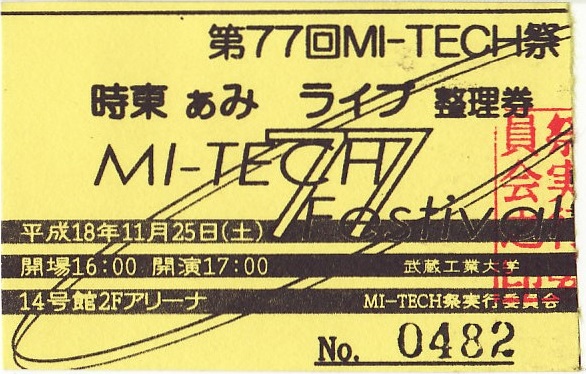 第77回MI-TECH祭
時東 ぁみ ライブ 整理券
MI-TECH 77
Festival
平成18年11月25日(土)
開場16:00 開演17:00 武蔵工業大学
14号館2Fアリーナ MI-TECH祭実行委員会
No. 0482